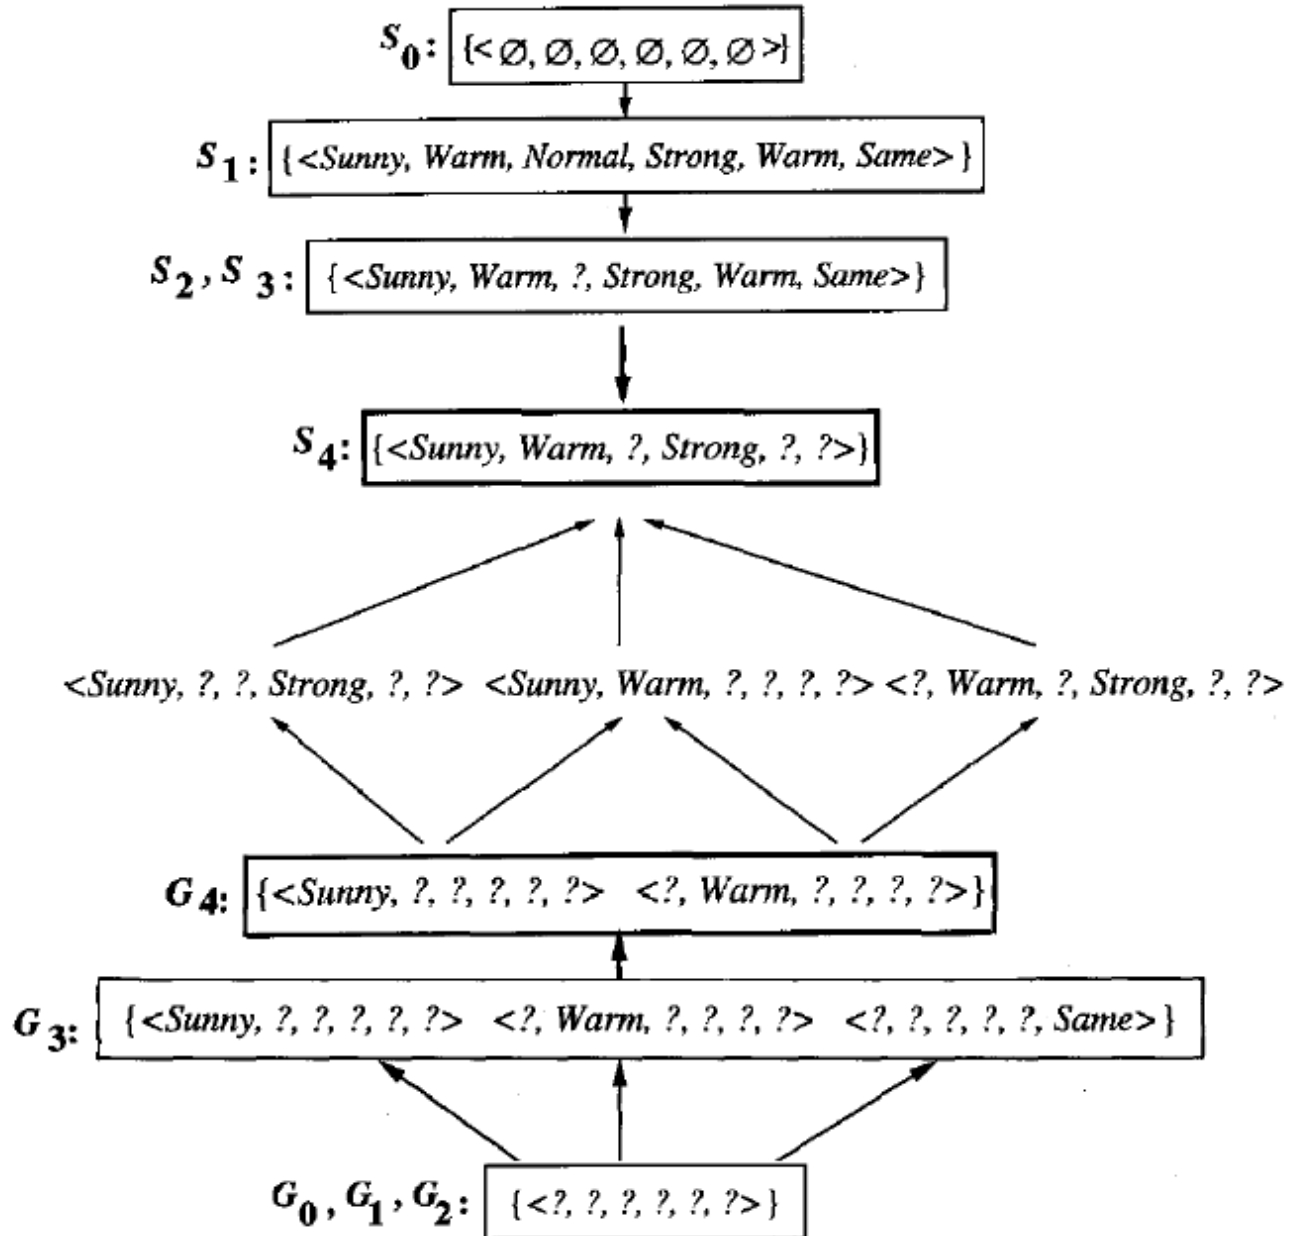 S0: {<∅, ∅, ∅, ∅, ∅, ∅>}
S1: {<Sunny, Warm, Normal, Strong, Warm, Same>}
S2, S3: {<Sunny, Warm, ?, Strong, Warm, Same>}
S4: {<Sunny, Warm, ?, Strong, ?, ?>}
<Sunny, ?, ?, Strong, ?, ?> <Sunny, Warm, ?, ?, ?, ?> <?, Warm, ?, Strong, ?, ?>
G4: {<Sunny, ?, ?, ?, ?, ?> <?, Warm, ?, ?, ?, ?>}
G3: {<Sunny, ?, ?, ?, ?, ?> <?, Warm, ?, ?, ?, ?> <?, ?, ?, ?, ?, Same>}
G0, G1, G2: {<?, ?, ?, ?, ?, ?>}